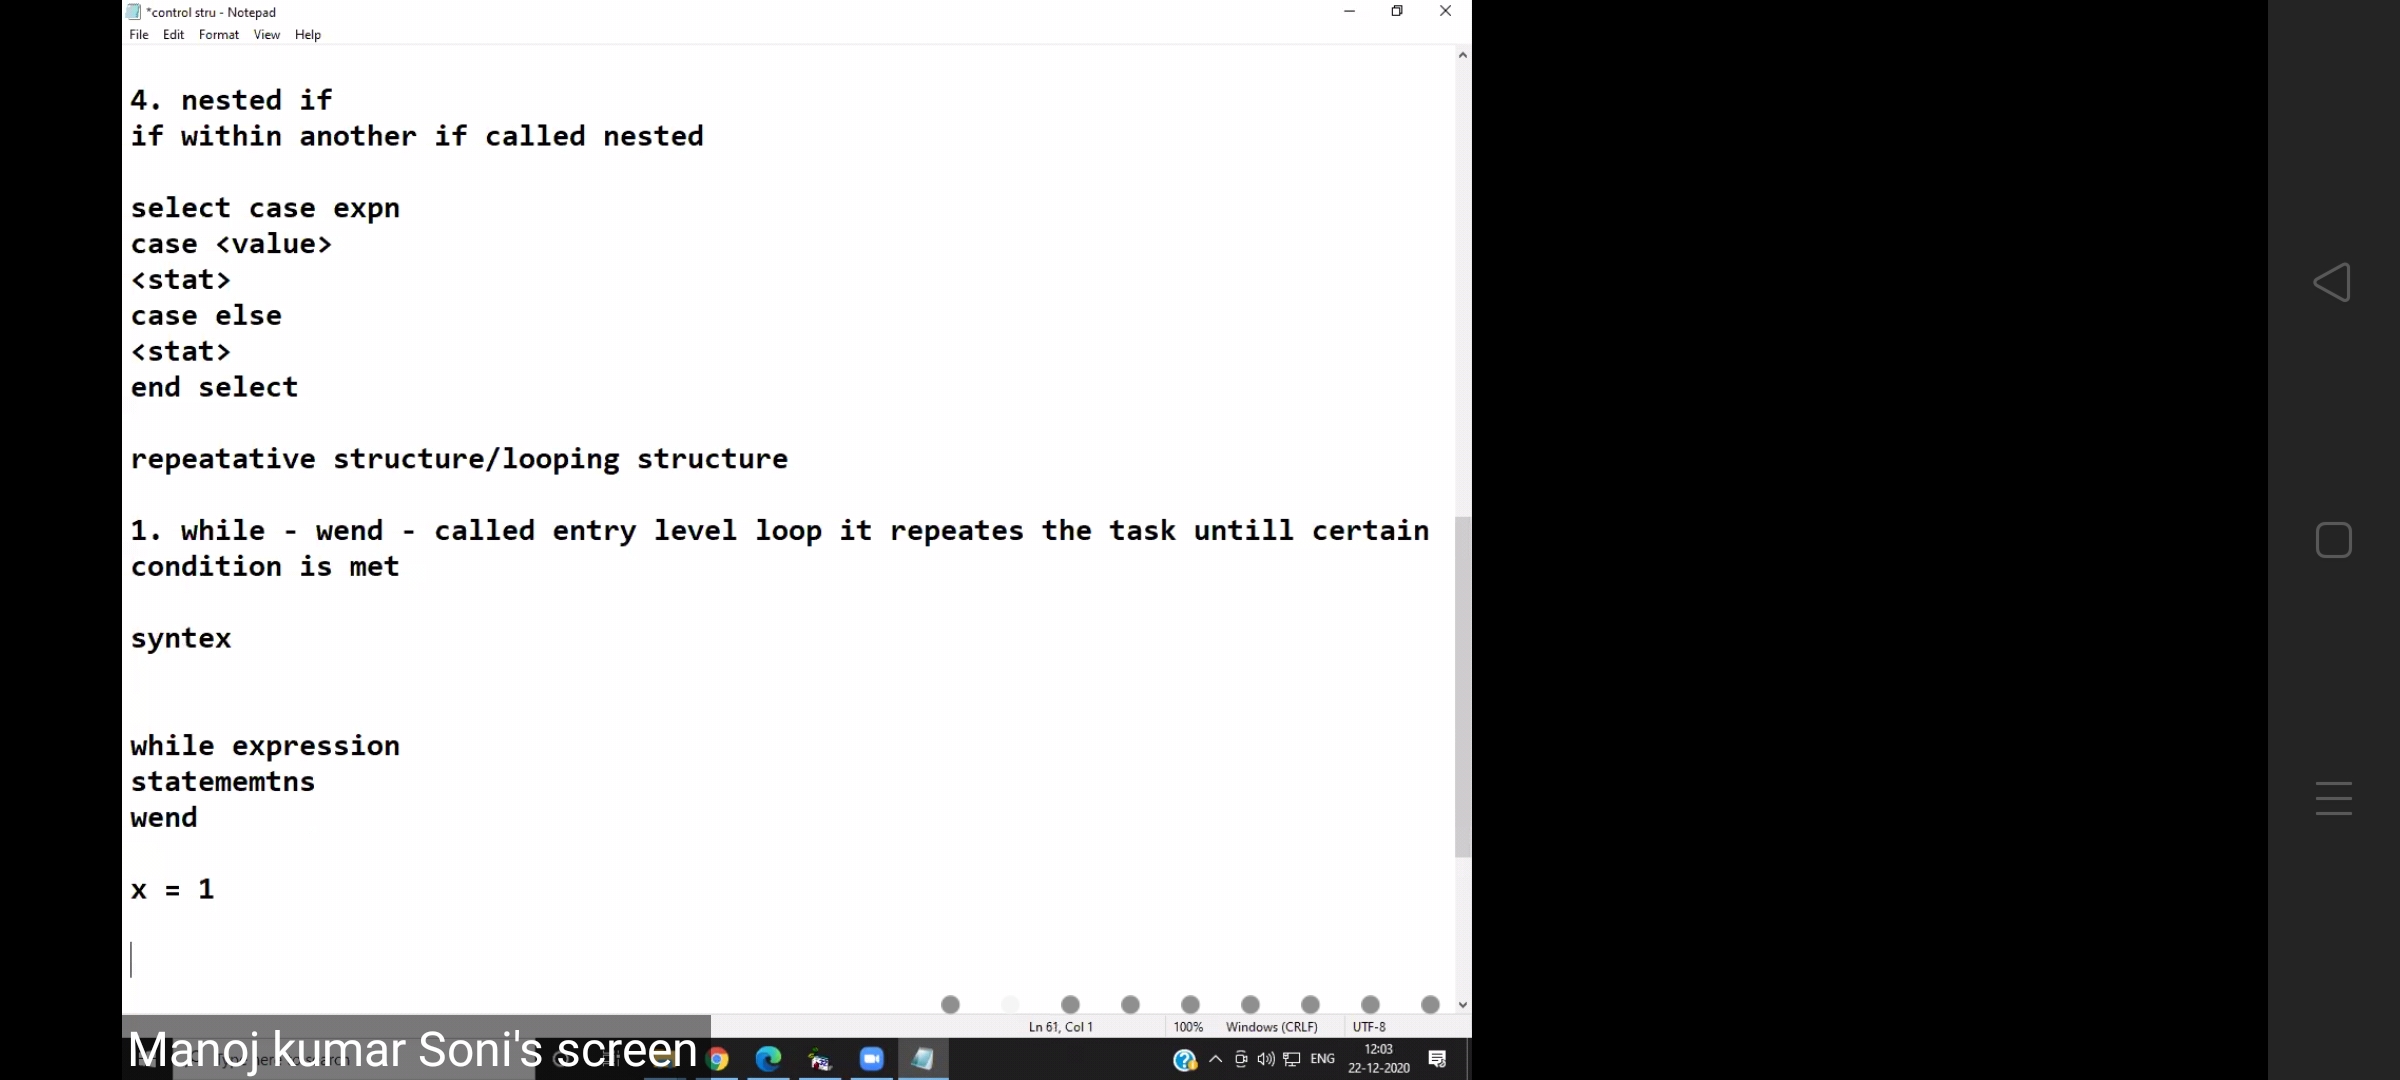 *control stru - Notepad
File Edit Format View Help
4. nested if
if within another if called nested
select case expn
case <value>
<stat>
case else
<stat>
end select
repeatative structure/looping structure
1. while - wend - called entry level loop it repeates the task untill certain
condition is met
syntex
while expression
statememtns
wend
x = 1
Ln 61, Col 1 100% Windows (CRLF) UTF-8
Manoj kumar Soni's screen
ENG
12:03
22-12-2020